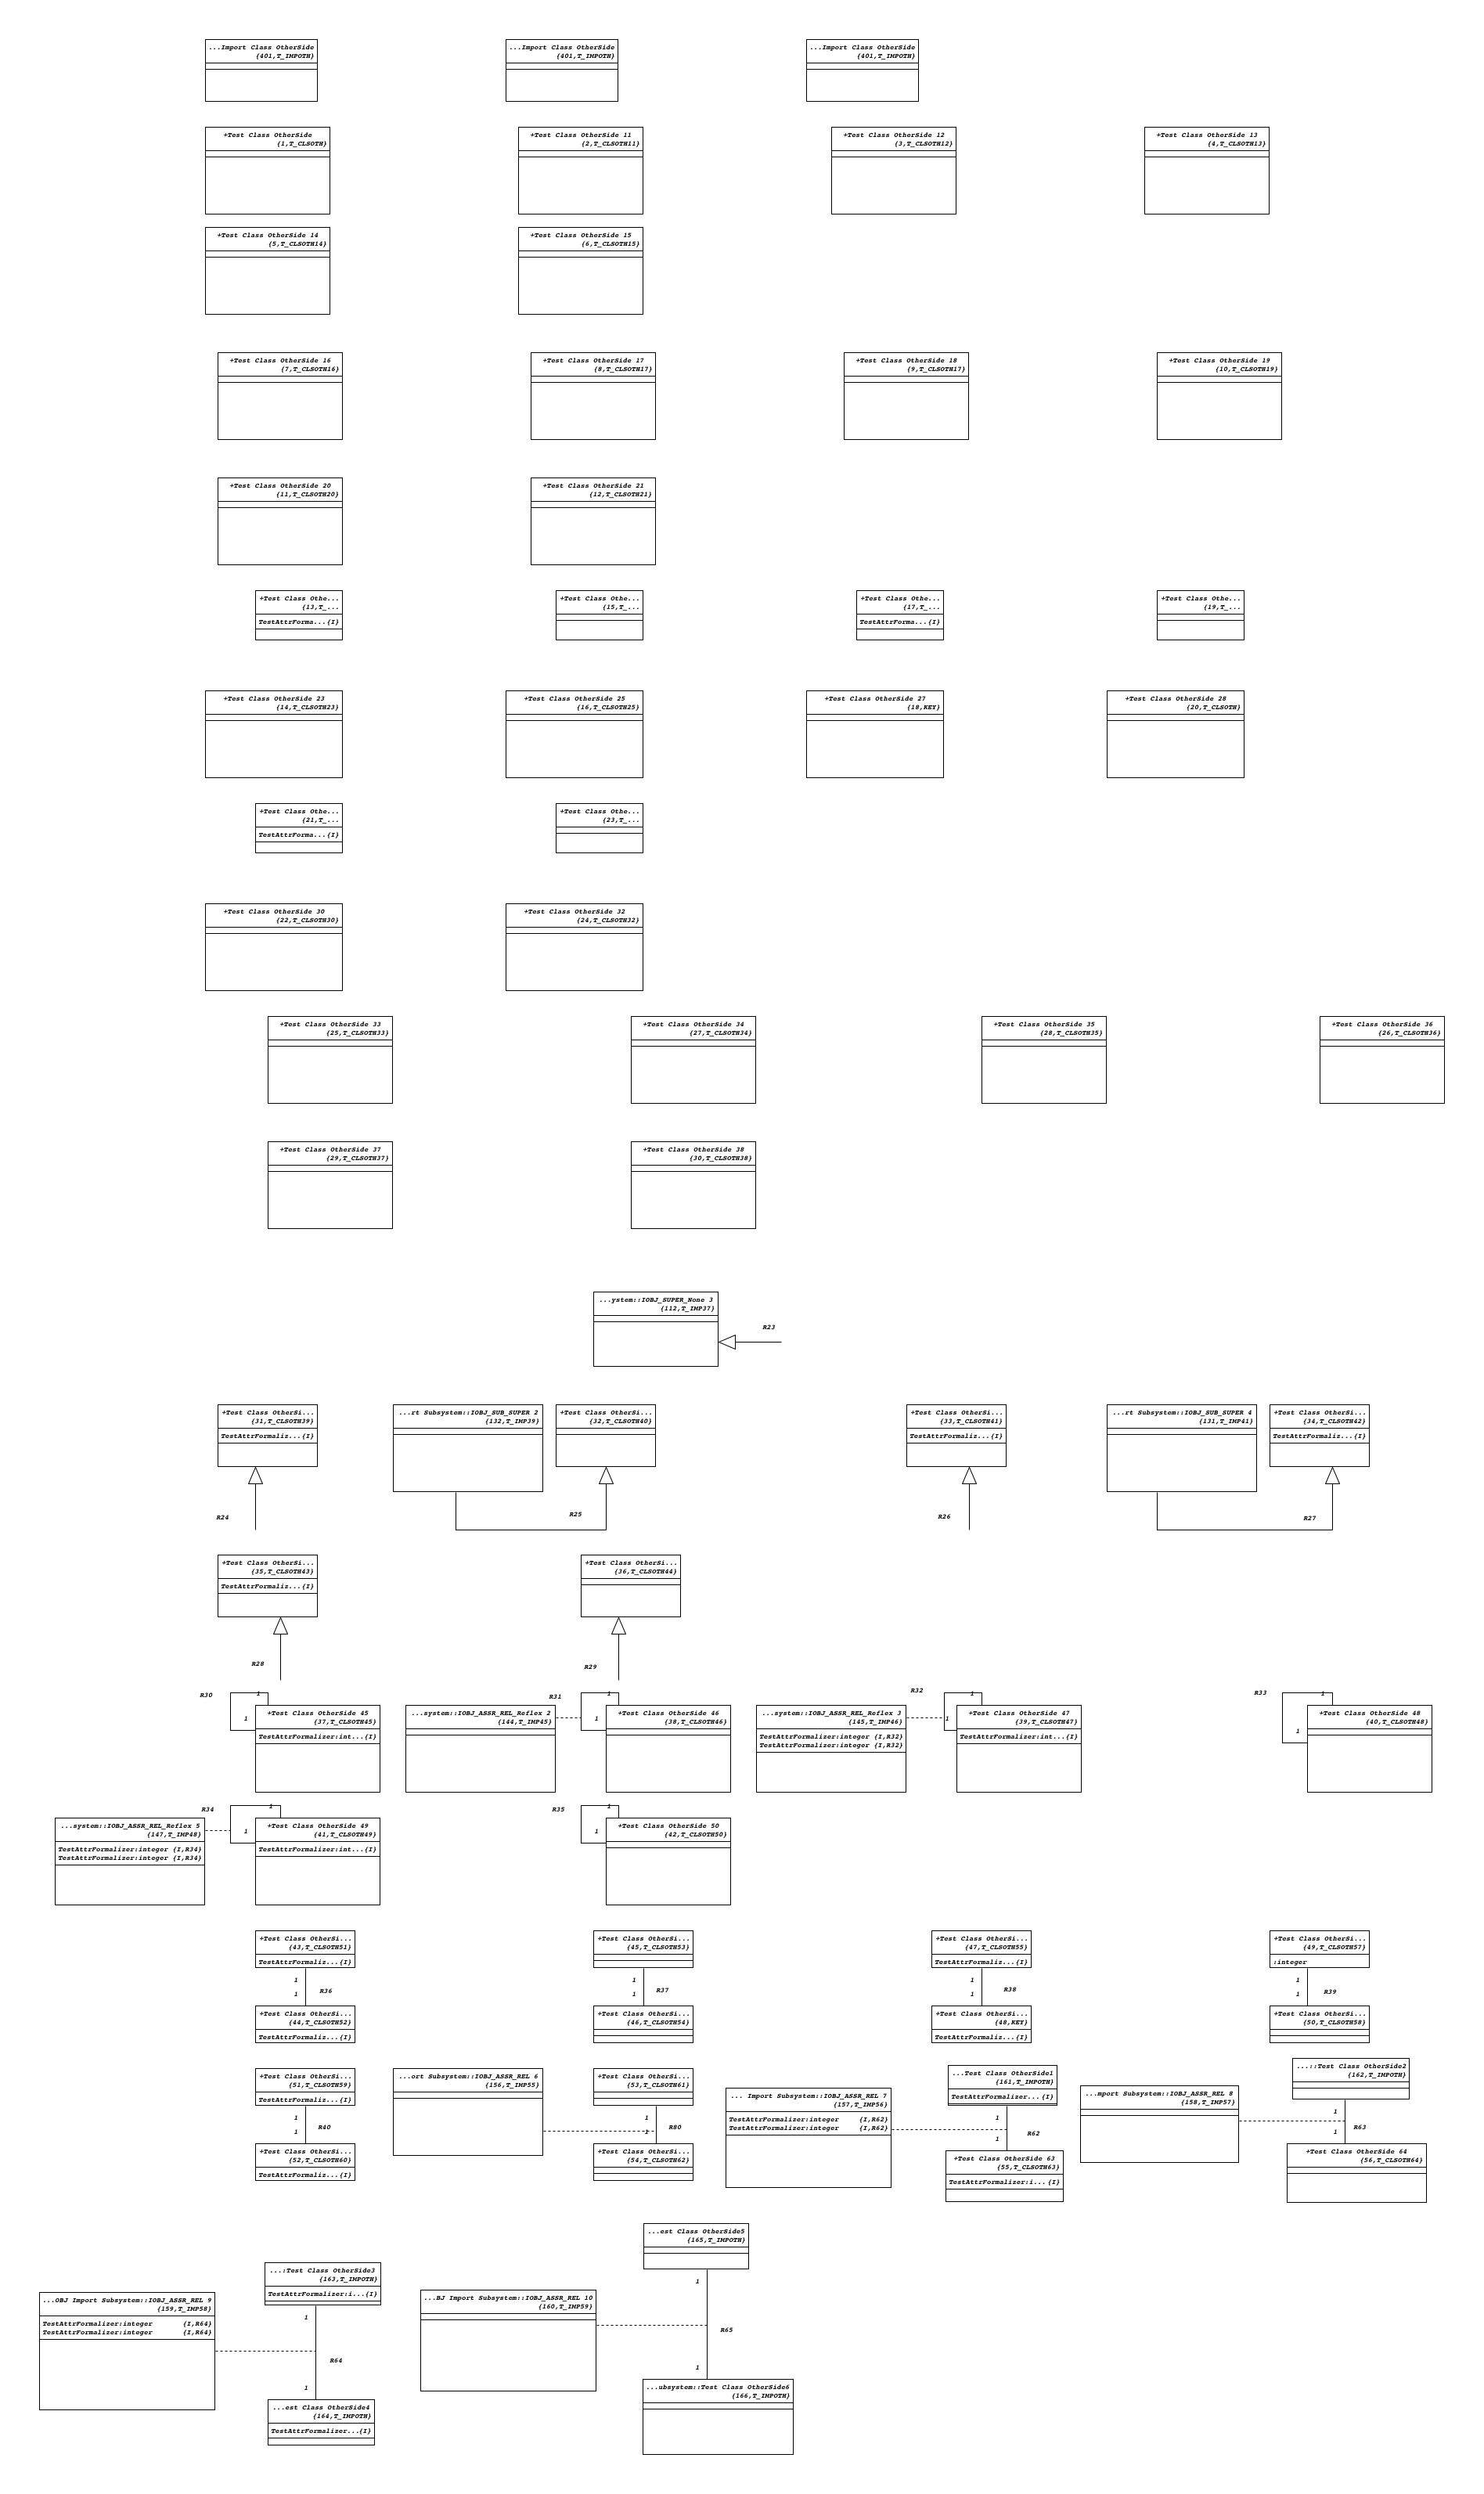 ...Import Class OtherSide
{401,T_IMPOTH}
...Import Class OtherSide
{401,T_IMPOTH}
...Import Class OtherSide
{401,T_IMPOTH}
+Test Class OtherSide
{1,T_CLSOTH}
+Test Class OtherSide 11
{2,T_CLSOTH11}
+Test Class OtherSide 12
{3,T_CLSOTH12}
+Test Class OtherSide 13
{4,T_CLSOTH13}
+Test Class OtherSide 14
{5,T_CLSOTH14}
+Test Class OtherSide 15
{6,T_CLSOTH15}
+Test Class OtherSide 16
{7,T_CLSOTH16}
+Test Class OtherSide 17
{8,T_CLSOTH17}
+Test Class OtherSide 18
{9,T_CLSOTH17}
+Test Class OtherSide 19
{10,T_CLSOTH19}
+Test Class OtherSide 20
{11,T_CLSOTH20}
+Test Class OtherSide 21
{12,T_CLSOTH21}
+Test Class Othe...
{13,T_...
TestAttrForma...{I}
+Test Class Othe...
{15,T_...
+Test Class Othe...
{17,T_...
TestAttrForma...{I}
+Test Class Othe...
{19,T_...
+Test Class OtherSide 23
{14,T_CLSOTH23}
+Test Class OtherSide 25
{16,T_CLSOTH25}
+Test Class OtherSide 27
{18,KEY}
+Test Class OtherSide 28
{20,T_CLSOTH}
+Test Class Othe...
{21,T_...
TestAttrForma...{I}
+Test Class Othe...
{23,T_...
+Test Class OtherSide 30
{22,T_CLSOTH30}
+Test Class OtherSide 32
{24,T_CLSOTH32}
+Test Class OtherSide 33
{25,T_CLSOTH33}
+Test Class OtherSide 34
{27,T_CLSOTH34}
+Test Class OtherSide 35
{28,T_CLSOTH35}
+Test Class OtherSide 36
{26,T_CLSOTH36}
+Test Class OtherSide 37
{29,T_CLSOTH37}
+Test Class OtherSide 38
{30,T_CLSOTH38}
...ystem::IOBJ_SUPER_None 3
{112,T_IMP37}
R23
+Test Class OtherSi...
{31,T_CLSOTH39}
TestAttrFormaliz...{I}
...rt Subsystem::IOBJ_SUB_SUPER 2
{132,T_IMP39}
+Test Class OtherSi...
{32,T_CLSOTH40}
+Test Class OtherSi...
{33,T_CLSOTH41}
TestAttrFormaliz...{I}
...rt Subsystem::IOBJ_SUB_SUPER 4
{131,T_IMP41}
+Test Class OtherSi...
{34,T_CLSOTH42}
TestAttrFormaliz...{I}
R24
R25
R26
R27
+Test Class OtherSi...
{35,T_CLSOTH43}
TestAttrFormaliz...{I}
+Test Class OtherSi...
{36,T_CLSOTH44}
R28
R29
R30
1
1
+Test Class OtherSide 45
{37,T_CLSOTH45}
TestAttrFormalizer:int...{I}
...system::IOBJ_ASSR_REL_Reflex 2
{144,T_IMP45}
R31
1
1
+Test Class OtherSide 46
{38,T_CLSOTH46}
...system::IOBJ_ASSR_REL_Reflex 3
{145,T_IMP46}
TestAttrFormalizer:integer {I,R32}
TestAttrFormalizer:integer {I,R32}
R32
1
1
+Test Class OtherSide 47
{39,T_CLSOTH47}
TestAttrFormalizer:int...{I}
R33
1
1
+Test Class OtherSide 48
{40,T_CLSOTH48}
...system::IOBJ_ASSR_REL_Reflex 5
{147,T_IMP48}
TestAttrFormalizer:integer {I,R34}
TestAttrFormalizer:integer {I,R34}
R34
1
1
+Test Class OtherSide 49
{41,T_CLSOTH49}
TestAttrFormalizer:int...{I}
R35
1
1
+Test Class OtherSide 50
{42,T_CLSOTH50}
+Test Class OtherSi...
{43,T_CLSOTH51}
TestAttrFormaliz...{I}
1
R36
1
+Test Class OtherSi...
{44,T_CLSOTH52}
TestAttrFormaliz...{I}
+Test Class OtherSi...
{45,T_CLSOTH53}
1
R37
1
+Test Class OtherSi...
{46,T_CLSOTH54}
+Test Class OtherSi...
{47,T_CLSOTH55}
TestAttrFormaliz...{I}
1
R38
1
+Test Class OtherSi...
{48,KEY}
TestAttrFormaliz...{I}
+Test Class OtherSi...
{49,T_CLSOTH57}
:integer
1
R39
1
+Test Class OtherSi...
{50,T_CLSOTH58}
+Test Class OtherSi...
{51,T_CLSOTH59}
TestAttrFormaliz...{I}
1
R40
1
+Test Class OtherSi...
{52,T_CLSOTH60}
TestAttrFormaliz...{I}
...ort Subsystem::IOBJ_ASSR_REL 6
{156,T_IMP55}
+Test Class OtherSi...
{53,T_CLSOTH61}
1
R80
1
+Test Class OtherSi...
{54,T_CLSOTH62}
... Import Subsystem::IOBJ_ASSR_REL 7
{157,T_IMP56}
TestAttrFormalizer:integer {I,R62}
TestAttrFormalizer:integer {I,R62}
...Test Class OtherSide1
{161,T_IMPOTH}
TestAttrFormalizer...{I}
1
R62
1
+Test Class OtherSide 63
{55,T_CLSOTH63}
TestAttrFormalizer:i...{I}
...mport Subsystem::IOBJ_ASSR_REL 8
{158,T_IMP57}
...::Test Class OtherSide2
{162,T_IMPOTH}
1
R63
1
+Test Class OtherSide 64
{56,T_CLSOTH64}
...OBJ Import Subsystem::IOBJ_ASSR_REL 9
{159,T_IMP58}
TestAttrFormalizer:integer {I,R64}
TestAttrFormalizer:integer {I,R64}
...:Test Class OtherSide3
{163,T_IMPOTH}
TestAttrFormalizer:i...{I}
1
R64
1
...est Class OtherSide4
{164,T_IMPOTH}
TestAttrFormalizer...{I}
...BJ Import Subsystem::IOBJ_ASSR_REL 10
{160,T_IMP59}
...est Class OtherSide5
{165,T_IMPOTH}
1
R65
1
...ubsystem::Test Class OtherSide6
{166,T_IMPOTH}